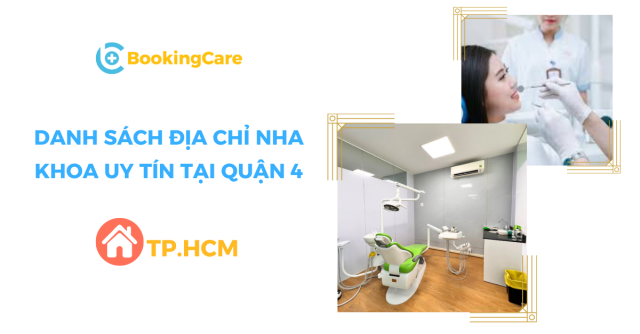 BookingCare
DANH SÁCH ĐỊA CHỈ NHA
KHOA UY TÍN TẠI QUẬN 4
TP.HCM